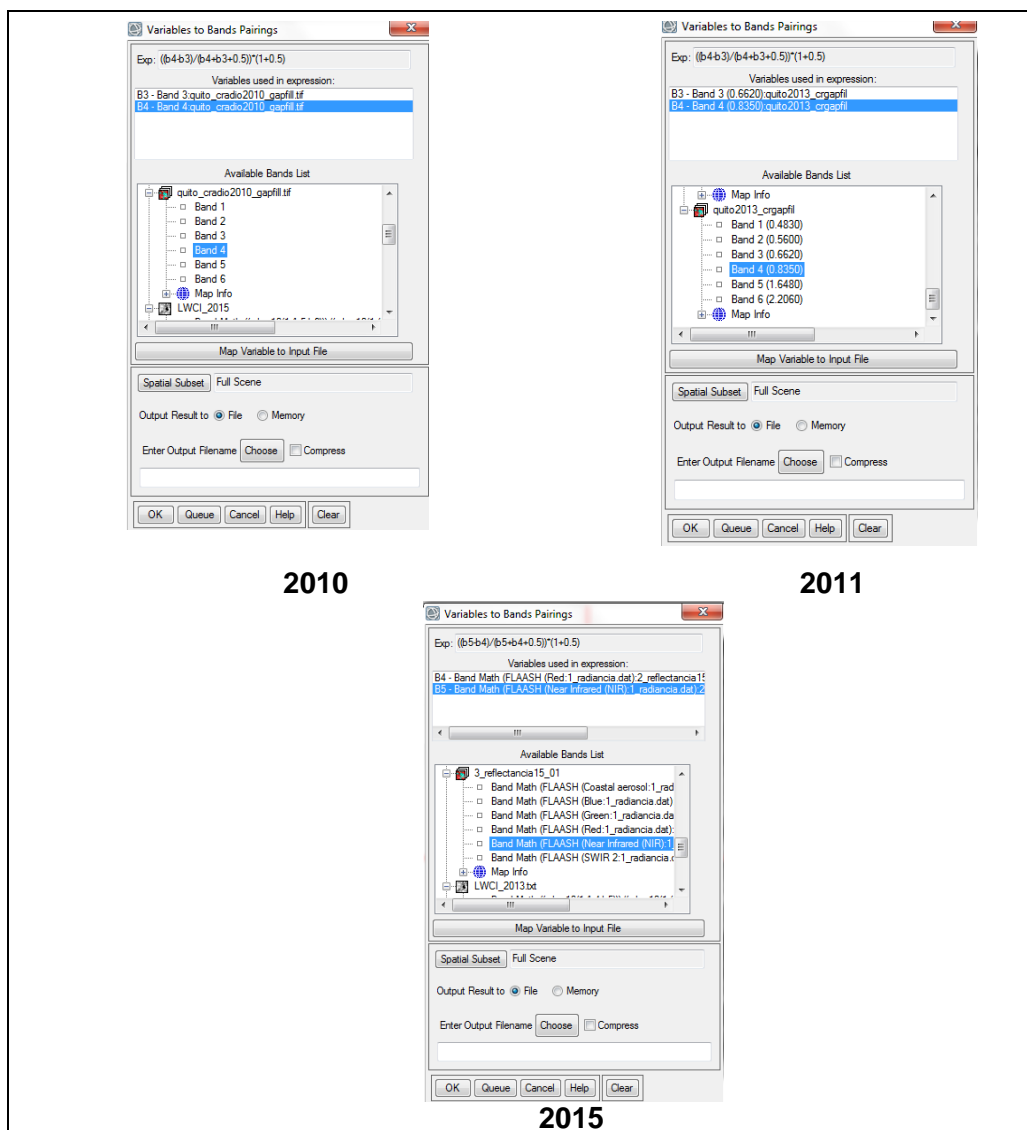 Variables to Bands Pairings
Exp: ((b4-b3)/(b4+b3+0.5))*(1+0.5)
Variables used in expression:
B3 - Band 3:quito_cradio2010_gapfill.tif
B4 - Band 4:quito_cradio2010_gapfill.tif
Available Bands List
quito_cradio2010_gapfill.tif
Band 1
Band 2
Band 3
Band 4
Band 5
Band 6
Map Info
LWCI_2015
Map Variable to Input File
Spatial Subset Full Scene
Output Result to File Memory
Enter Output Filename Choose Compress
OK Queue Cancel Help Clear
2010
Variables to Bands Pairings
Exp: ((b4-b3)/(b4+b3+0.5))*(1+0.5)
Variables used in expression:
B3 - Band 3 (0.6620):quito2013_crgapfil
B4 - Band 4 (0.8350):quito2013_crgapfil
Available Bands List
Map Info
quito2013_crgapfil
Band 1 (0.4830)
Band 2 (0.5600)
Band 3 (0.6620)
Band 4 (0.8350)
Band 5 (1.6480)
Band 6 (2.2060)
Map Info
Map Variable to Input File
Spatial Subset Full Scene
Output Result to File Memory
Enter Output Filename Choose Compress
OK Queue Cancel Help Clear
2011
Variables to Bands Pairings
Exp: ((b5-b4)/(b5+b4+0.5))*(1+0.5)
Variables used in expression:
B4 - Band Math (FLAASH (Red:1_radiancia.dat):2_reflectancia15
B5 - Band Math (FLAASH (Near Infrared (NIR):1_radiancia.dat):2
Available Bands List
3_reflectancia15_01
Band Math (FLAASH (Coastal aerosol:1_rad
Band Math (FLAASH (Blue:1_radiancia.dat)
Band Math (FLAASH (Green:1_radiancia.da
Band Math (FLAASH (Red:1_radiancia.dat):
Band Math (FLAASH (Near Infrared (NIR):1_
Band Math (FLAASH (SWIR 2:1_radiancia.
Map Info
LWCI_2013.txt
Map Variable to Input File
Spatial Subset Full Scene
Output Result to File Memory
Enter Output Filename Choose Compress
OK Queue Cancel Help Clear
2015